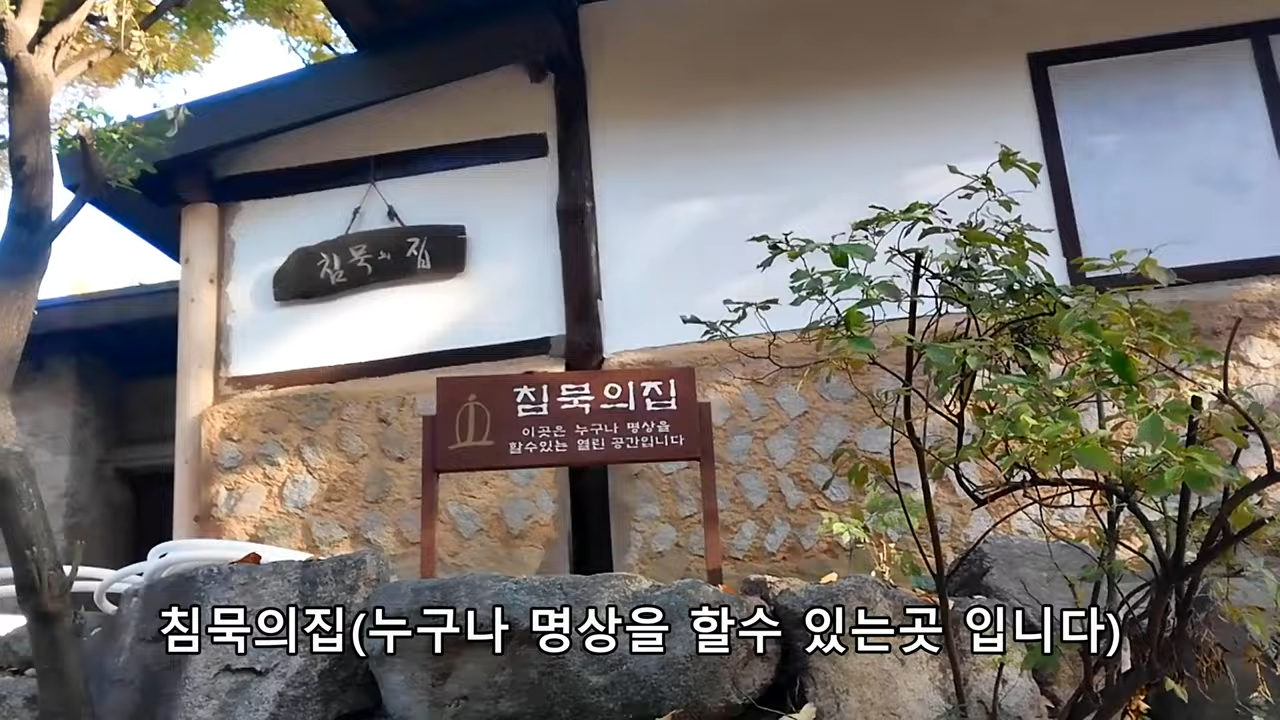 침묵의 집
침묵의집
이곳은 누구나 명상을
할수있는 열린 공간입니다
침묵의집(누구나 명상을 할수 있는곳 입니다)